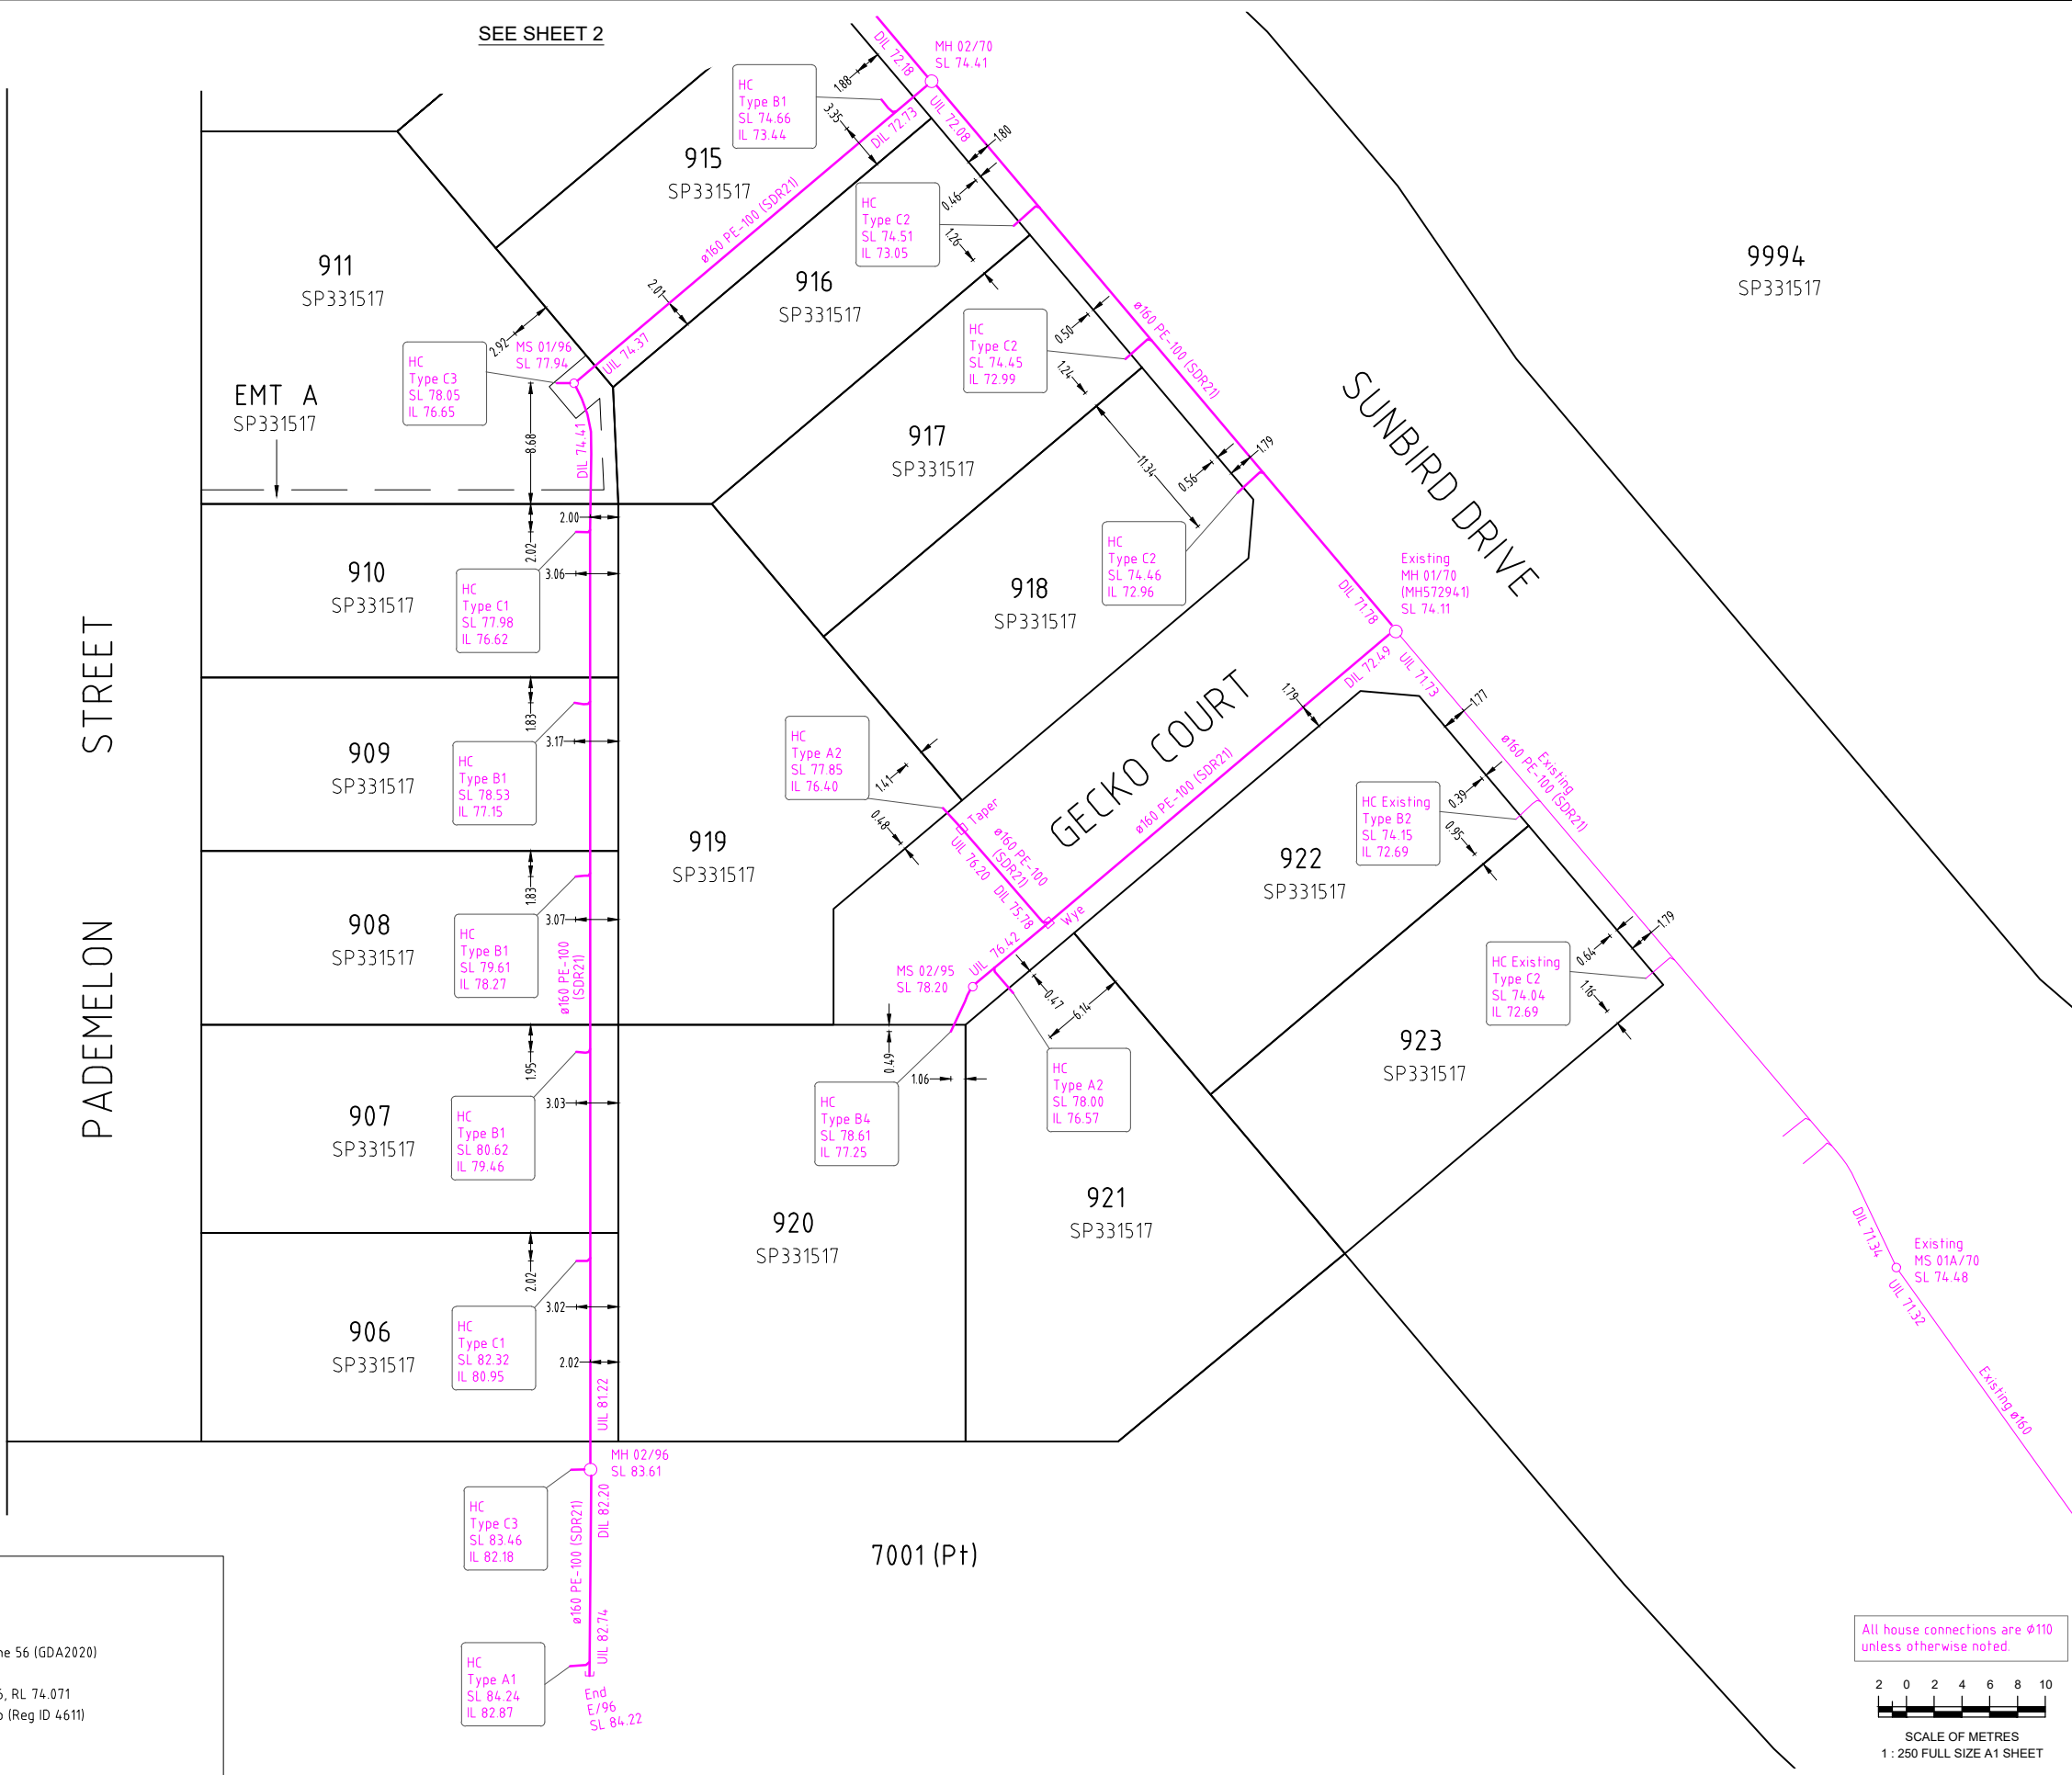 SEE SHEET 2
DIL 72.18
MH 02/70
SL 74.41
1.88
HC
Type B1
SL 74.66
IL 73.44
3.35
DIL 72.73
UIL 72.08
1.80
915
SP331517
ø160 PE-100 (SDR21)
0.46
HC
Type C2
SL 74.51
IL 73.05
1.26
911
SP331517
916
SP331517
2.01
9994
SP331517
2.92
MS 01/96
SL 77.94
UIL 74.37
HC
Type C3
SL 78.05
IL 76.65
0.50
HC
Type C2
SL 74.45
IL 72.99
1.24
ø160 PE-100 (SDR21)
EMT A
SP331517
8.68
DIL 74.41
917
SP331517
11.34
0.56
1.79
SUNBIRD DRIVE
2.00
2.02
3.06
910
SP331517
HC
Type C1
SL 77.98
IL 76.62
HC
Type C2
SL 74.46
IL 72.96
918
SP331517
Existing
MH 01/70
(MH572941)
SL 74.11
DIL 71.78
DIL 72.49
UIL 71.73
1.77
PADEMELON STREET
1.83
3.17
909
SP331517
HC
Type B1
SL 78.53
IL 77.15
HC
Type A2
SL 77.85
IL 76.40
1.41
0.48
Taper
UIL 76.20
ø160 PE-100
(SDR21)
DIL 75.78
GECKO COURT
ø160 PE-100 (SDR21)
1.79
Existing
ø160 PE-100 (SDR21)
HC Existing
Type B2
SL 74.15
IL 72.69
0.39
0.95
919
SP331517
922
SP331517
1.83
3.07
908
SP331517
HC
Type B1
SL 79.61
IL 78.27
ø160 PE-100
(SDR21)
Wye
UIL 76.42
MS 02/95
SL 78.20
0.47
6.14
0.64
1.79
HC Existing
Type C2
SL 74.04
IL 72.69
1.16
1.95
3.03
907
SP331517
HC
Type B1
SL 80.62
IL 79.46
0.49
1.06
HC
Type B4
SL 78.61
IL 77.25
HC
Type A2
SL 78.00
IL 76.57
923
SP331517
920
SP331517
921
SP331517
DIL 71.34
Existing
MS 01A/70
SL 74.48
UIL 71.32
Existing ø160
2.02
3.02
906
SP331517
HC
Type C1
SL 82.32
IL 80.95
2.02
UIL 81.22
MH 02/96
SL 83.61
HC
Type C3
SL 83.46
IL 82.18
DIL 82.20
ø160 PE-100 (SDR21)
7001 (Pt)
UIL 82.74
HC
Type A1
SL 84.24
IL 82.87
End
E/96
SL 84.22
ne 56 (GDA2020)
, RL 74.071
(Reg ID 4611)
All house connections are Ø110
unless otherwise noted.
2 0 2 4 6 8 10
SCALE OF METRES
1 : 250 FULL SIZE A1 SHEET